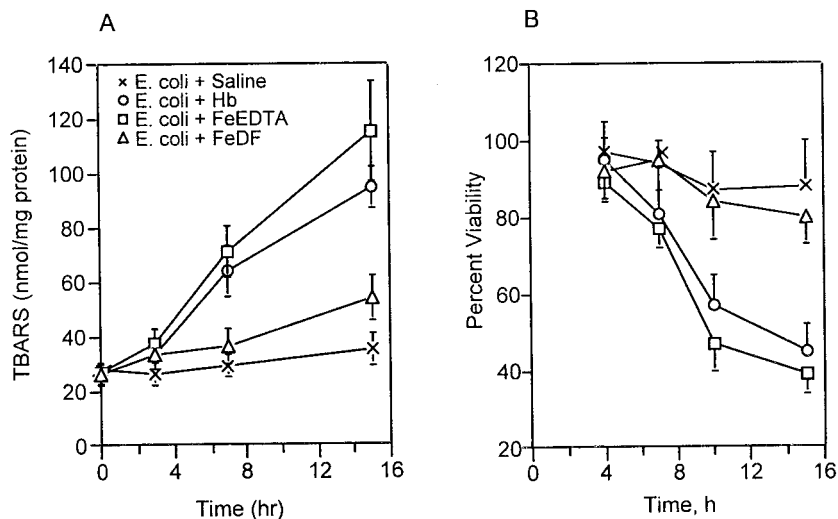 A
TBARS (nmol/mg protein)
140
120
100
80
60
40
20
0
E. coli + Saline
E. coli + Hb
E. coli + FeEDTA
E. coli + FeDF
0 4 8 12 16
Time (hr)
B
Percent Viability
120
100
80
60
40
20
0 4 8 12 16
Time, h